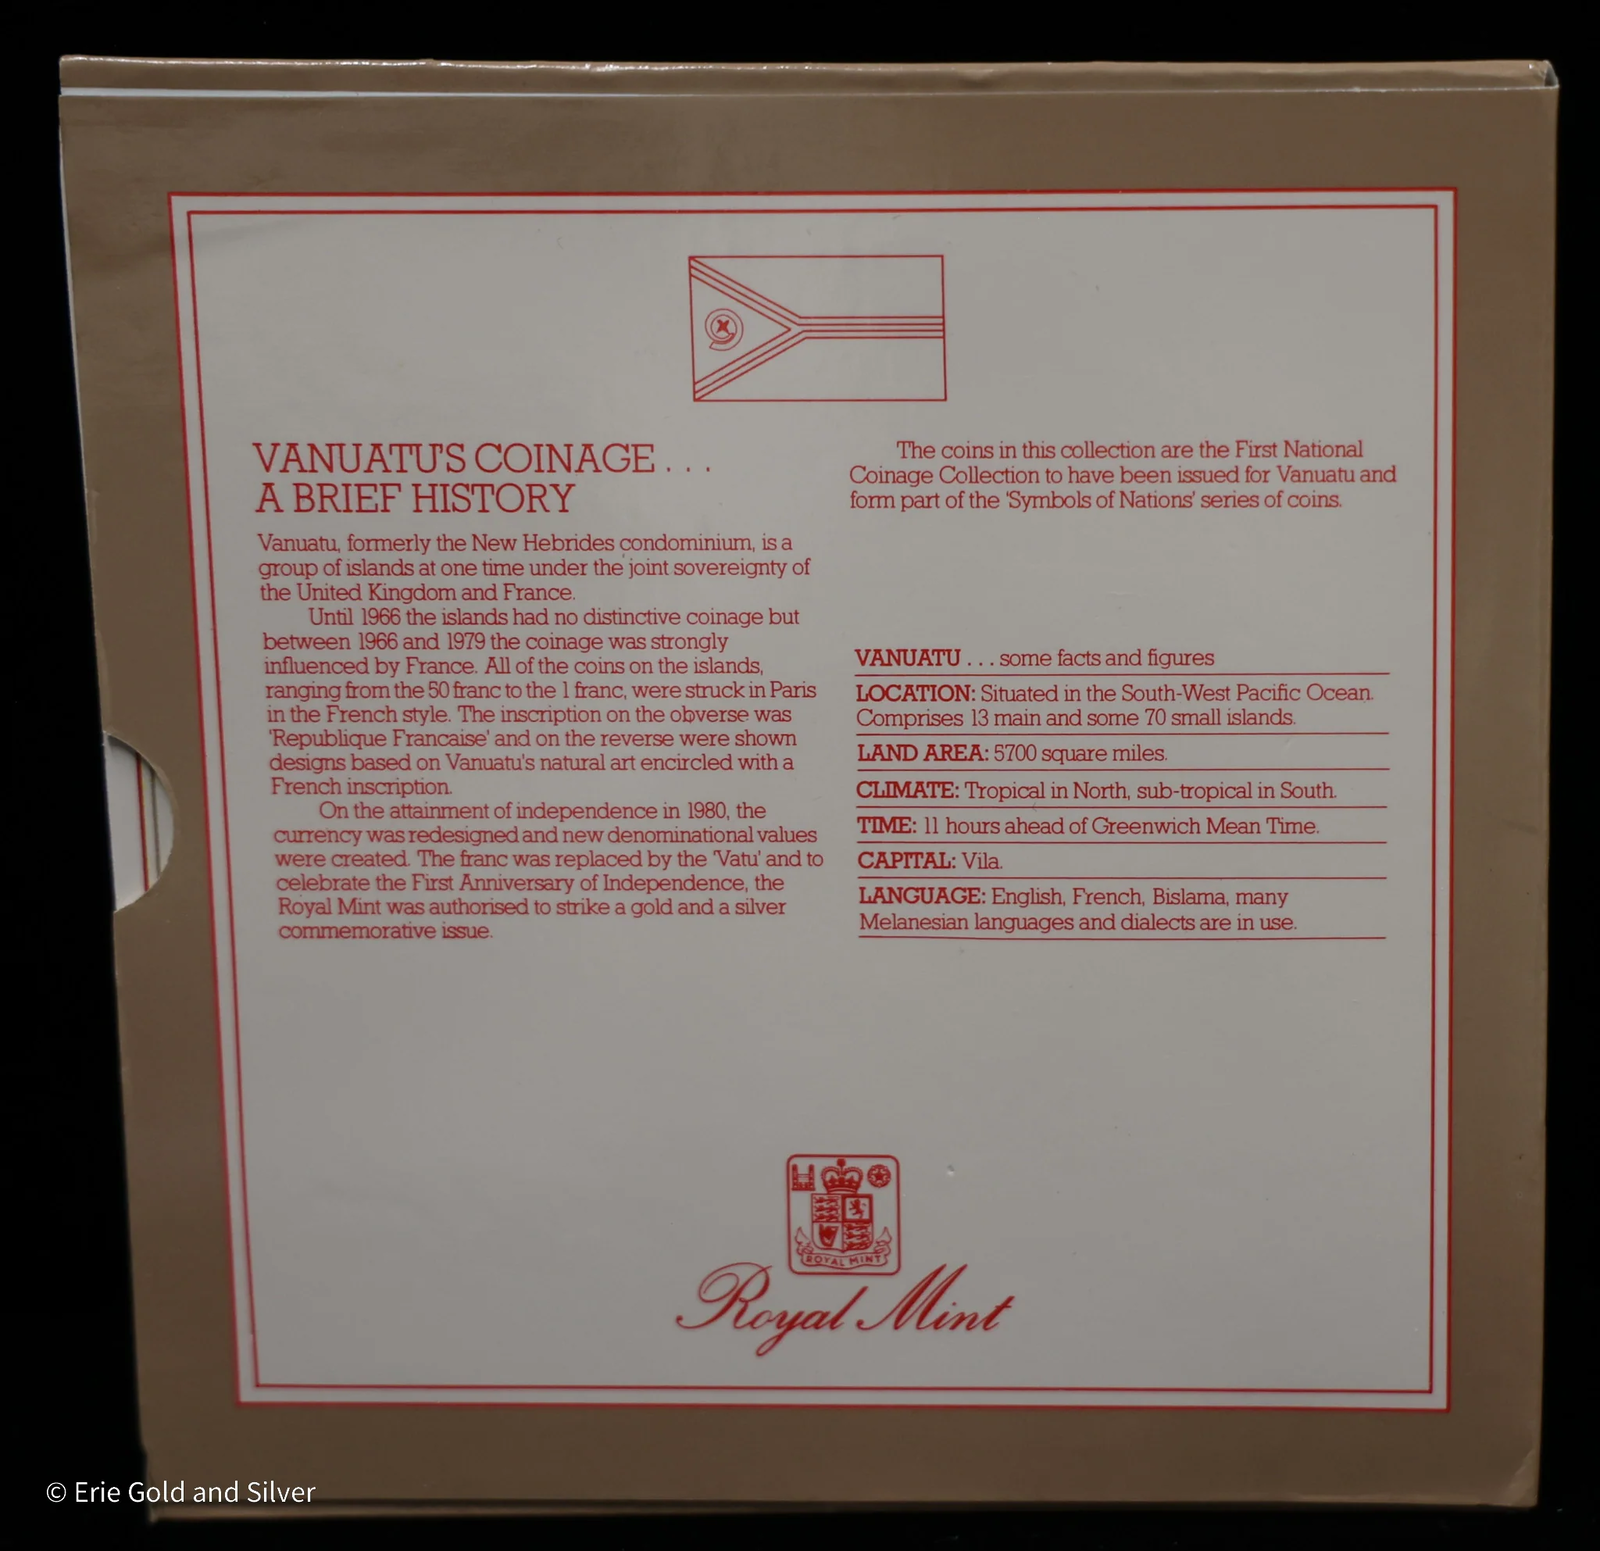 VANUATU'S COINAGE . . .
A BRIEF HISTORY
Vanuatu, formerly the New Hebrides condominium, is a
group of islands at one time under the joint sovereignty of
the United Kingdom and France.
Until 1966 the islands had no distinctive coinage but
between 1966 and 1979 the coinage was strongly
influenced by France. All of the coins on the islands,
ranging from the 50 franc to the 1 franc, were struck in Paris
in the French style. The inscription on the obverse was
'Republique Francaise' and on the reverse were shown
designs based on Vanuatu's natural art encircled with a
French inscription.
On the attainment of independence in 1980, the
currency was redesigned and new denominational values
were created. The franc was replaced by the 'Vatu' and to
celebrate the First Anniversary of Independence, the
Royal Mint was authorised to strike a gold and a silver
commemorative issue.
The coins in this collection are the First National
Coinage Collection to have been issued for Vanuatu and
form part of the 'Symbols of Nations' series of coins.
VANUATU . . . some facts and figures
LOCATION: Situated in the South-West Pacific Ocean.
Comprises 13 main and some 70 small islands.
LAND AREA: 5700 square miles.
CLIMATE: Tropical in North, sub-tropical in South.
TIME: 11 hours ahead of Greenwich Mean Time.
CAPITAL: Vila.
LANGUAGE: English, French, Bislama, many
Melanesian languages and dialects are in use.
ROYAL MINT
Royal Mint
© Erie Gold and Silver